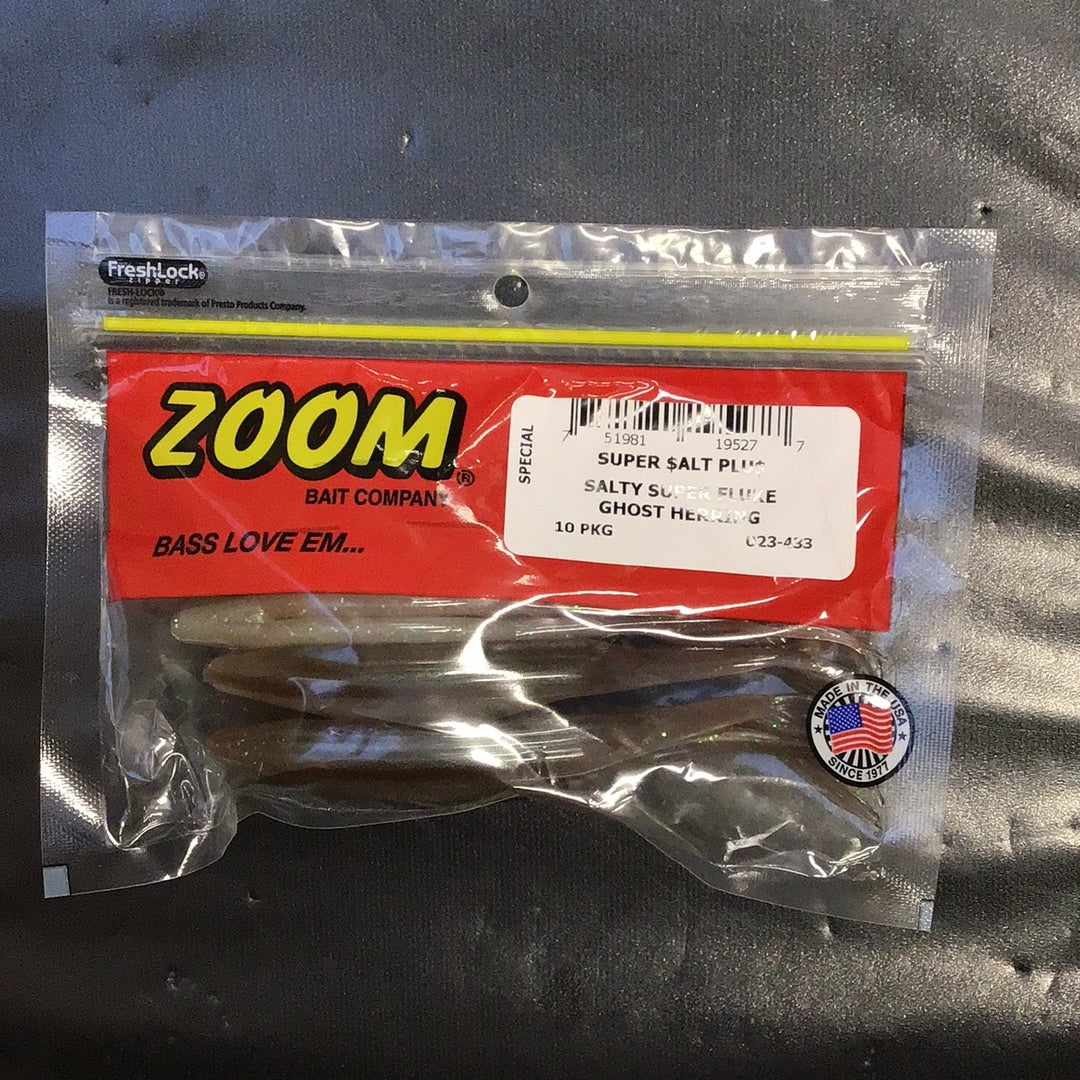 FreshLock®
zipper
FRESH-LOCK®
is a registered trademark of Presto Products Company.
ZOOM®
BAIT COMPANY
BASS LOVE EM...
SPECIAL
7 51981 19527 7
SUPER $ALT PLU$
SALTY SUPER FLUKE
GHOST HERRING
10 PKG 023-433
MADE IN THE USA
SINCE 1977